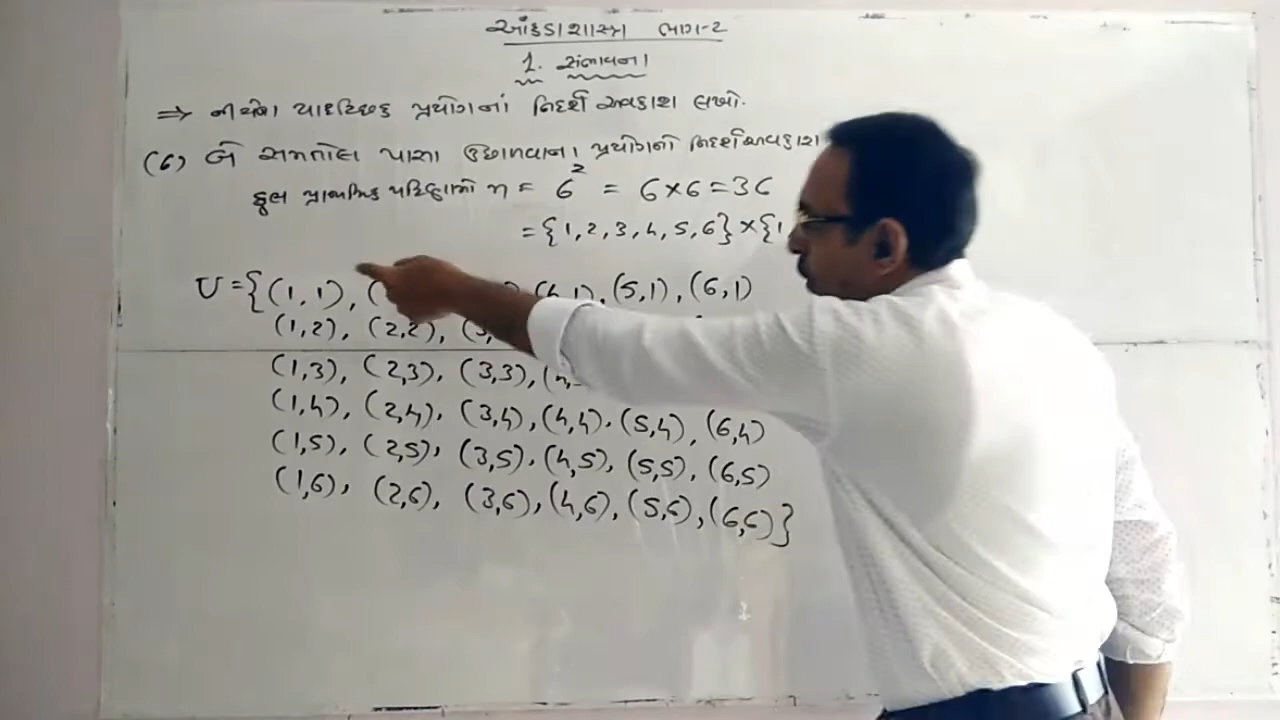 આંકડાશાસ્ત્ર ભાગ-૨
1. સંભાવના
⇒ નીચેના યાદચ્છિક પ્રયોગનાં નિદર્શ અવકાશ લખો.
(6) બે સમતોલ પાસા ઉછાળવાના પ્રયોગનો નિદર્શઅવકાશ
કુલ પ્રાથમિક પરિણામો n = 6² = 6×6=36
={1,2,3,4,5,6}×{1,
U={(1,1), (4,1), (5,1), (6,1)
(1,2), (2,2), (3,
(1,3), (2,3), (3,3), (4,
(1,4), (2,4), (3,4), (4,4), (5,4), (6,4)
(1,5), (2,5), (3,5), (4,5), (5,5), (6,5)
(1,6), (2,6), (3,6), (4,6), (5,6), (6,6)}